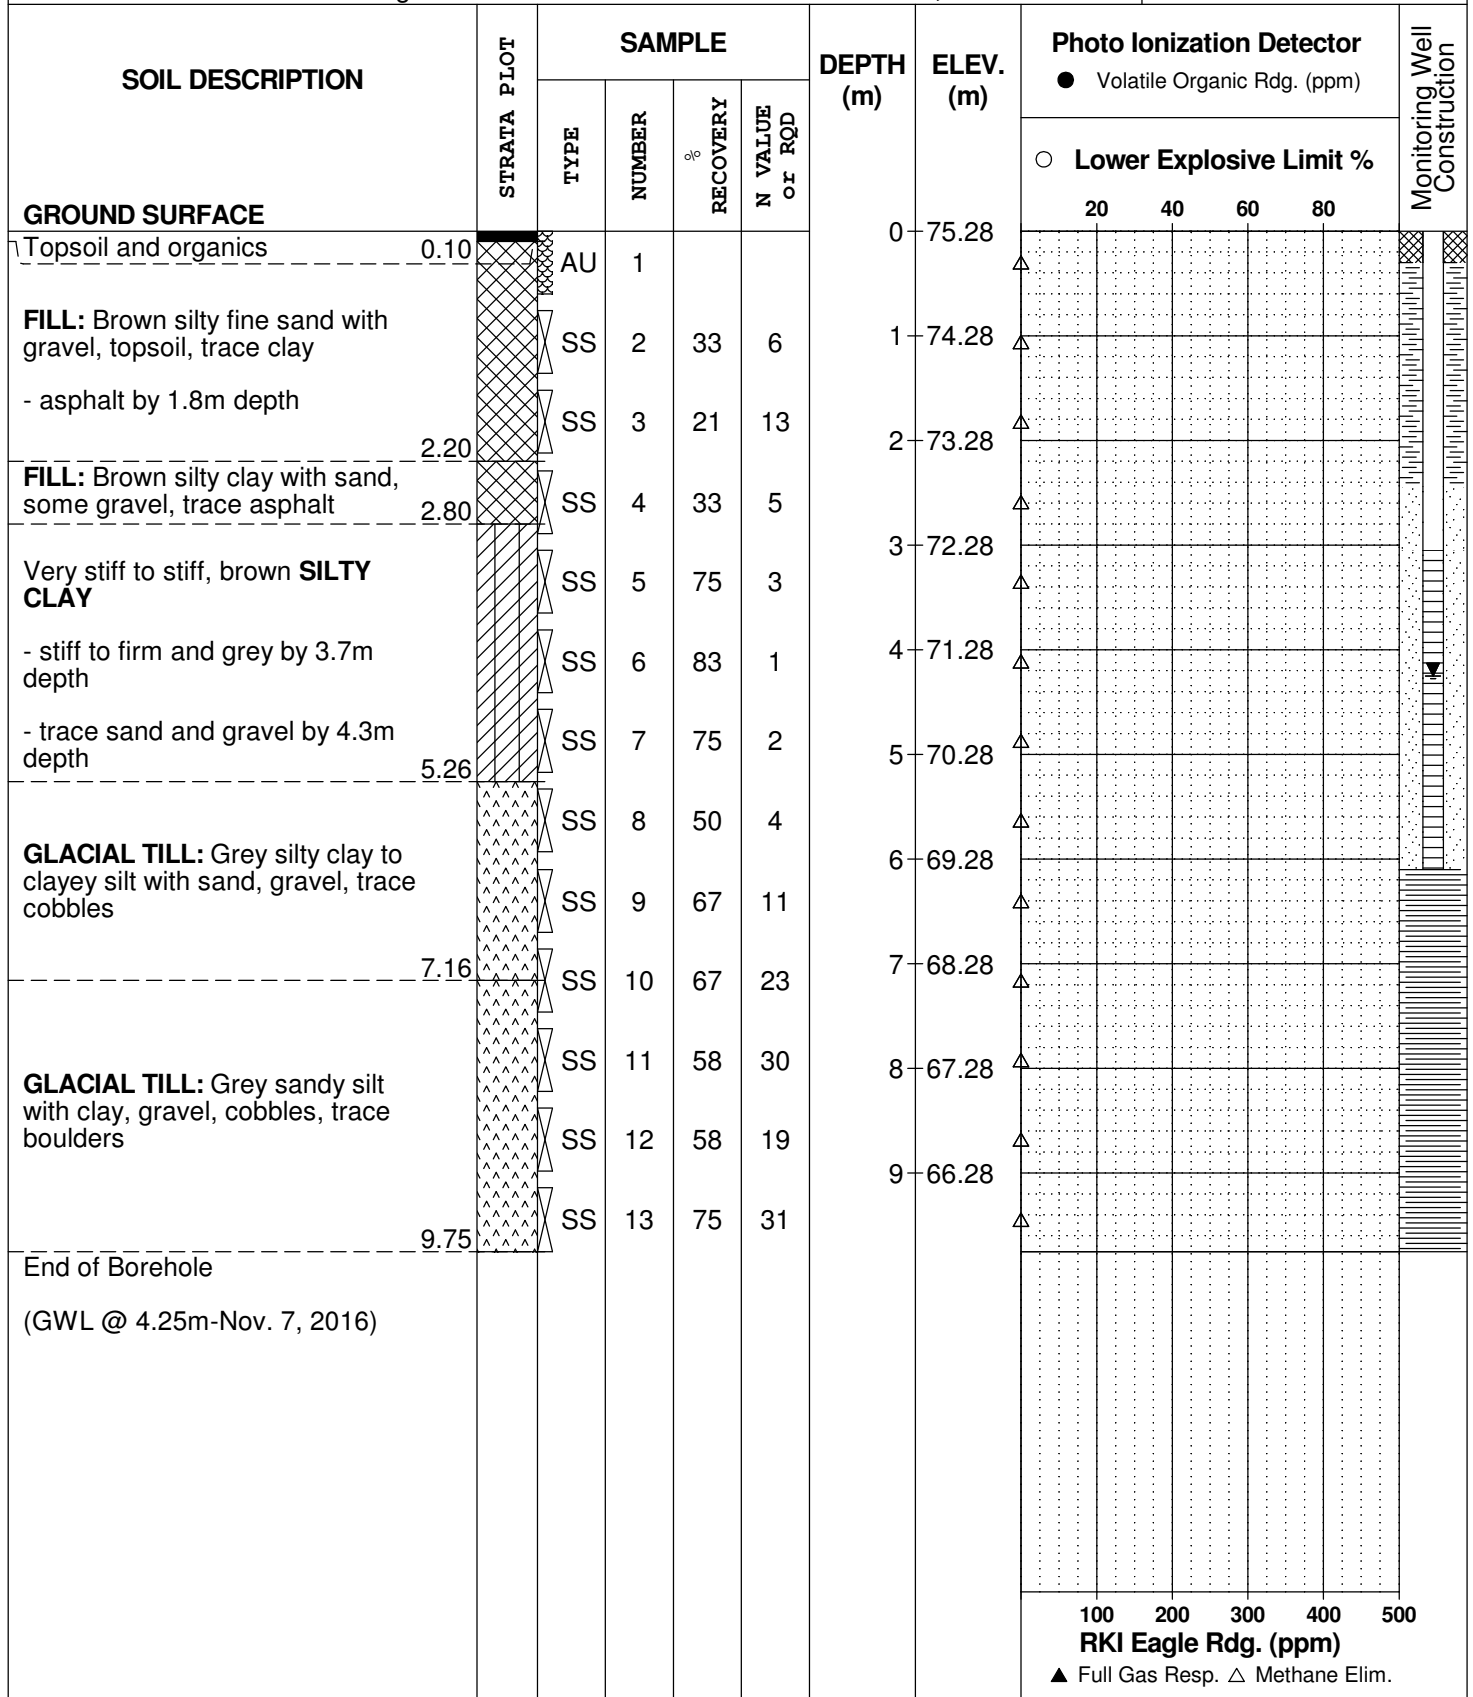 SOIL DESCRIPTION
GROUND SURFACE
STRATA PLOT
SAMPLE
TYPE
NUMBER
% RECOVERY
N VALUE or RQD
DEPTH (m)
ELEV. (m)
Photo Ionization Detector
● Volatile Organic Rdg. (ppm)
○ Lower Explosive Limit %
20 40 60 80
Monitoring Well Construction
0 75.28
Topsoil and organics 0.10
AU 1
FILL: Brown silty fine sand with
gravel, topsoil, trace clay
SS 2 33 6
1 74.28
- asphalt by 1.8m depth
SS 3 21 13
2 73.28
2.20
FILL: Brown silty clay with sand,
some gravel, trace asphalt 2.80
SS 4 33 5
3 72.28
Very stiff to stiff, brown SILTY
CLAY
SS 5 75 3
- stiff to firm and grey by 3.7m
depth
SS 6 83 1
4 71.28
- trace sand and gravel by 4.3m
depth 5.26
SS 7 75 2
5 70.28
SS 8 50 4
GLACIAL TILL: Grey silty clay to
clayey silt with sand, gravel, trace
cobbles
6 69.28
SS 9 67 11
7.16
7 68.28
SS 10 67 23
SS 11 58 30
8 67.28
GLACIAL TILL: Grey sandy silt
with clay, gravel, cobbles, trace
boulders
SS 12 58 19
9 66.28
SS 13 75 31
9.75
End of Borehole
(GWL @ 4.25m-Nov. 7, 2016)
100 200 300 400 500
RKI Eagle Rdg. (ppm)
▲ Full Gas Resp. △ Methane Elim.